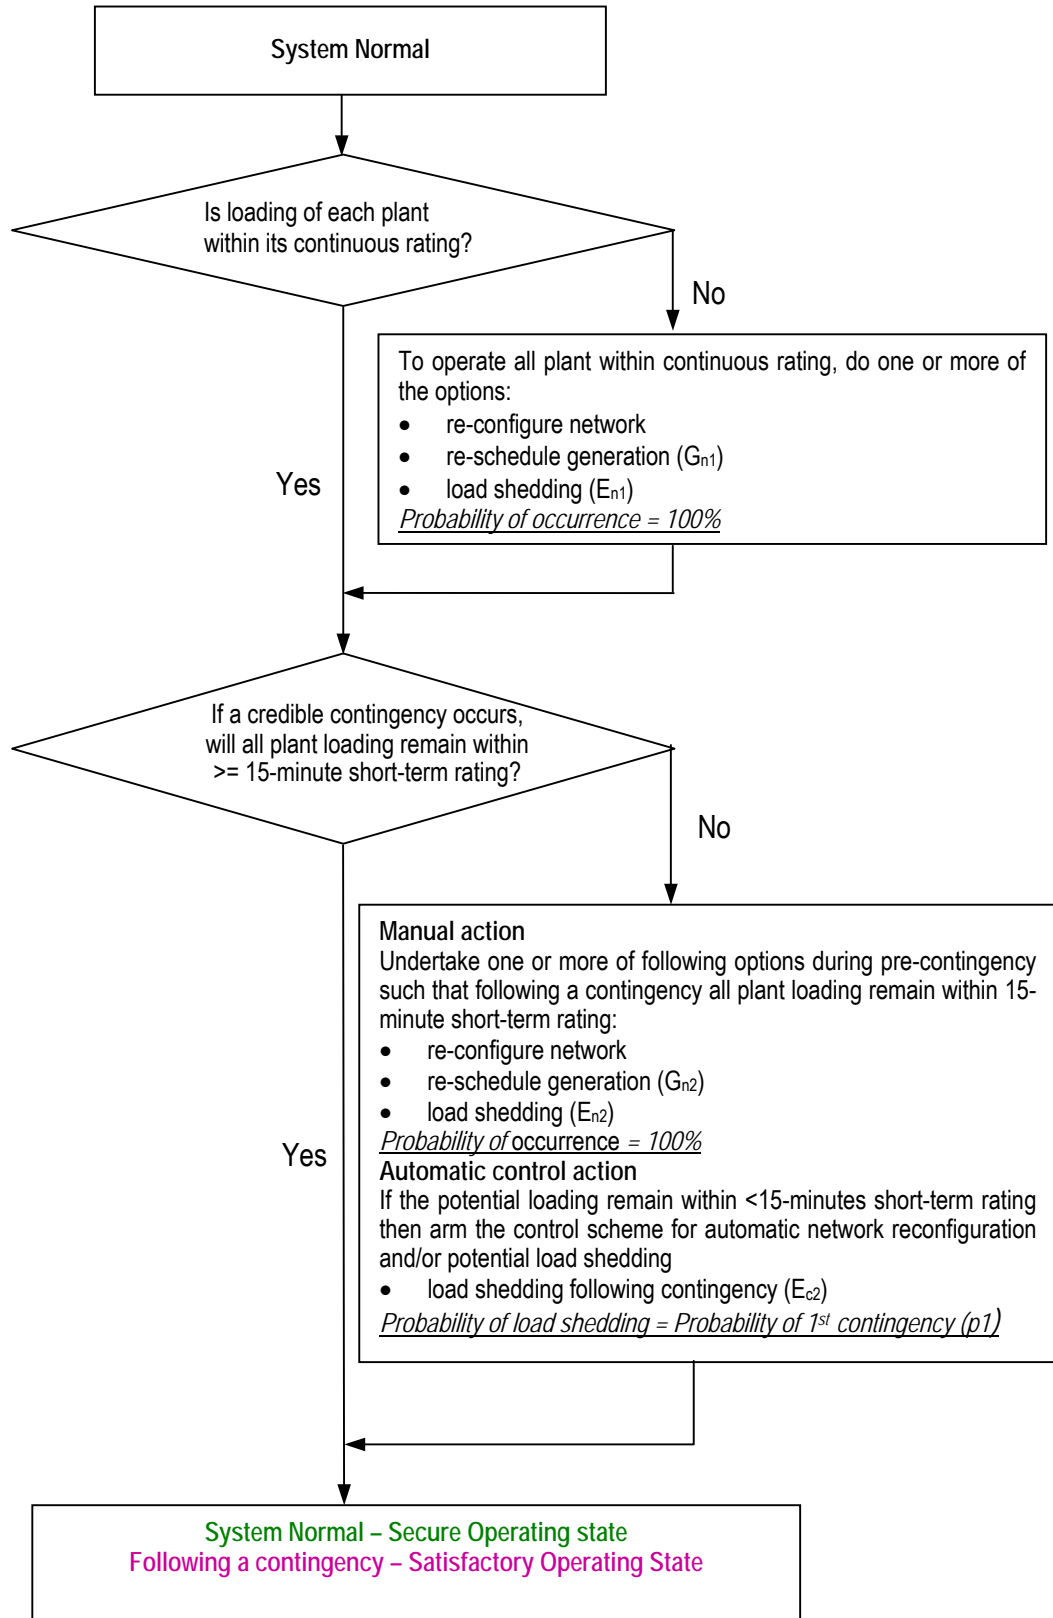 System Normal
Is loading of each plant
within its continuous rating?
No
To operate all plant within continuous rating, do one or more of
the options:
• re-configure network
• re-schedule generation (Gn1)
• load shedding (En1)
Probability of occurrence = 100%
Yes
If a credible contingency occurs,
will all plant loading remain within
>= 15-minute short-term rating?
No
Manual action
Undertake one or more of following options during pre-contingency
such that following a contingency all plant loading remain within 15-
minute short-term rating:
• re-configure network
• re-schedule generation (Gn2)
• load shedding (En2)
Probability of occurrence = 100%
Automatic control action
If the potential loading remain within <15-minutes short-term rating
then arm the control scheme for automatic network reconfiguration
and/or potential load shedding
• load shedding following contingency (Ec2)
Probability of load shedding = Probability of 1st contingency (p1)
Yes
System Normal – Secure Operating state
Following a contingency – Satisfactory Operating State